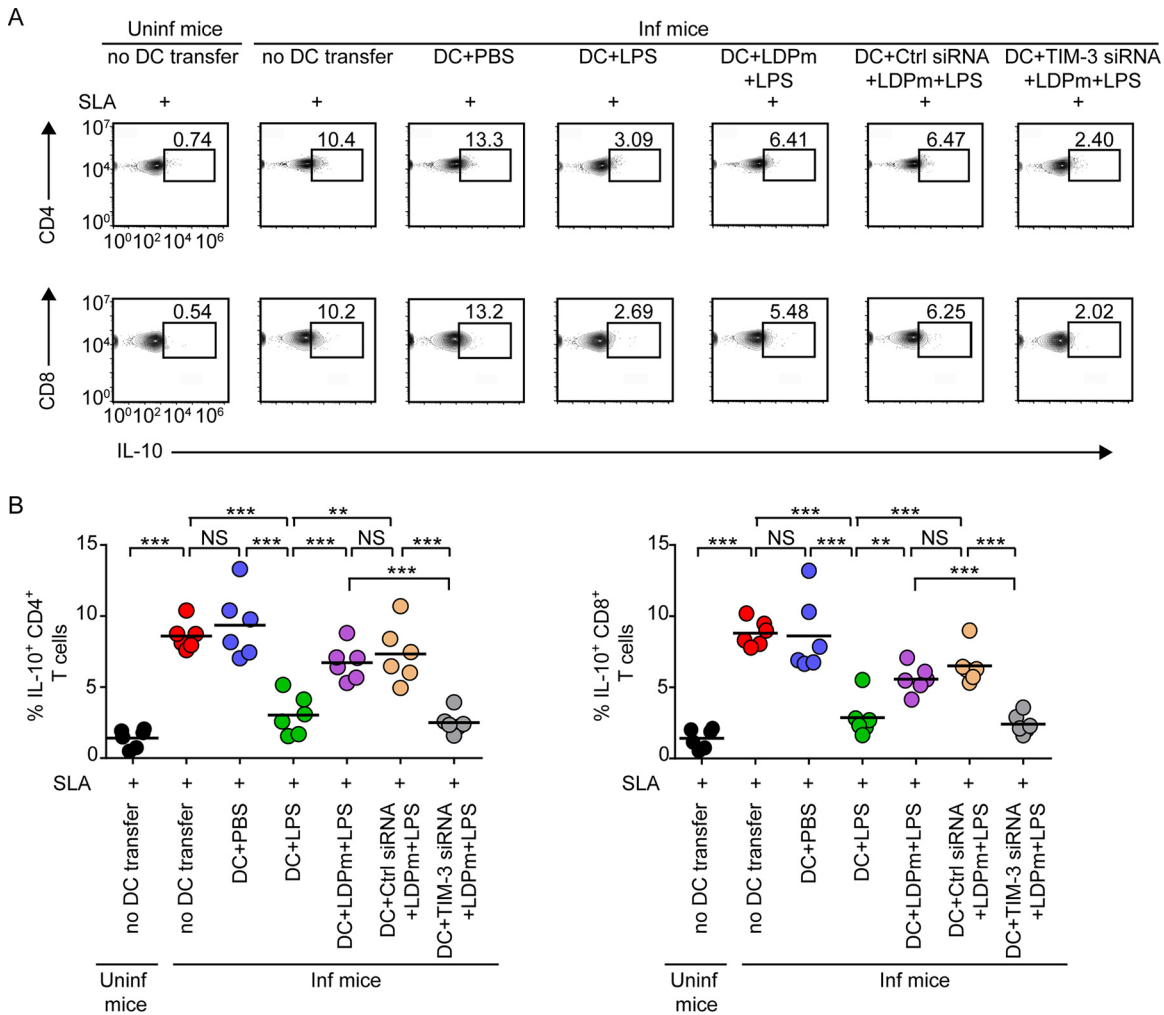 A
Uninf mice
Inf mice
no DC transfer no DC transfer DC+PBS DC+LPS DC+LDPm DC+Ctrl siRNA DC+TIM-3 siRNA
+LPS +LDPm+LPS +LDPm+LPS
SLA + + + + + + +
CD4
10⁷
10⁴
10⁰
0.74 10.4 13.3 3.09 6.41 6.47 2.40
10⁰ 10² 10⁴ 10⁶
CD8
10⁷
10⁴
10⁰
0.54 10.2 13.2 2.69 5.48 6.25 2.02
10⁰ 10² 10⁴ 10⁶
IL-10
B
*** **
*** NS *** *** NS ***
***
% IL-10⁺ CD4⁺
T cells
15
10
5
0
SLA + + + + + + +
no DC transfer
no DC transfer
DC+PBS
DC+LPS
DC+LDPm+LPS
DC+Ctrl siRNA
+LDPm+LPS
DC+TIM-3 siRNA
+LDPm+LPS
Uninf
mice
Inf mice
*** ***
*** NS *** ** NS ***
***
% IL-10⁺ CD8⁺
T cells
15
10
5
0
SLA + + + + + + +
no DC transfer
no DC transfer
DC+PBS
DC+LPS
DC+LDPm+LPS
DC+Ctrl siRNA
+LDPm+LPS
DC+TIM-3 siRNA
+LDPm+LPS
Uninf
mice
Inf mice